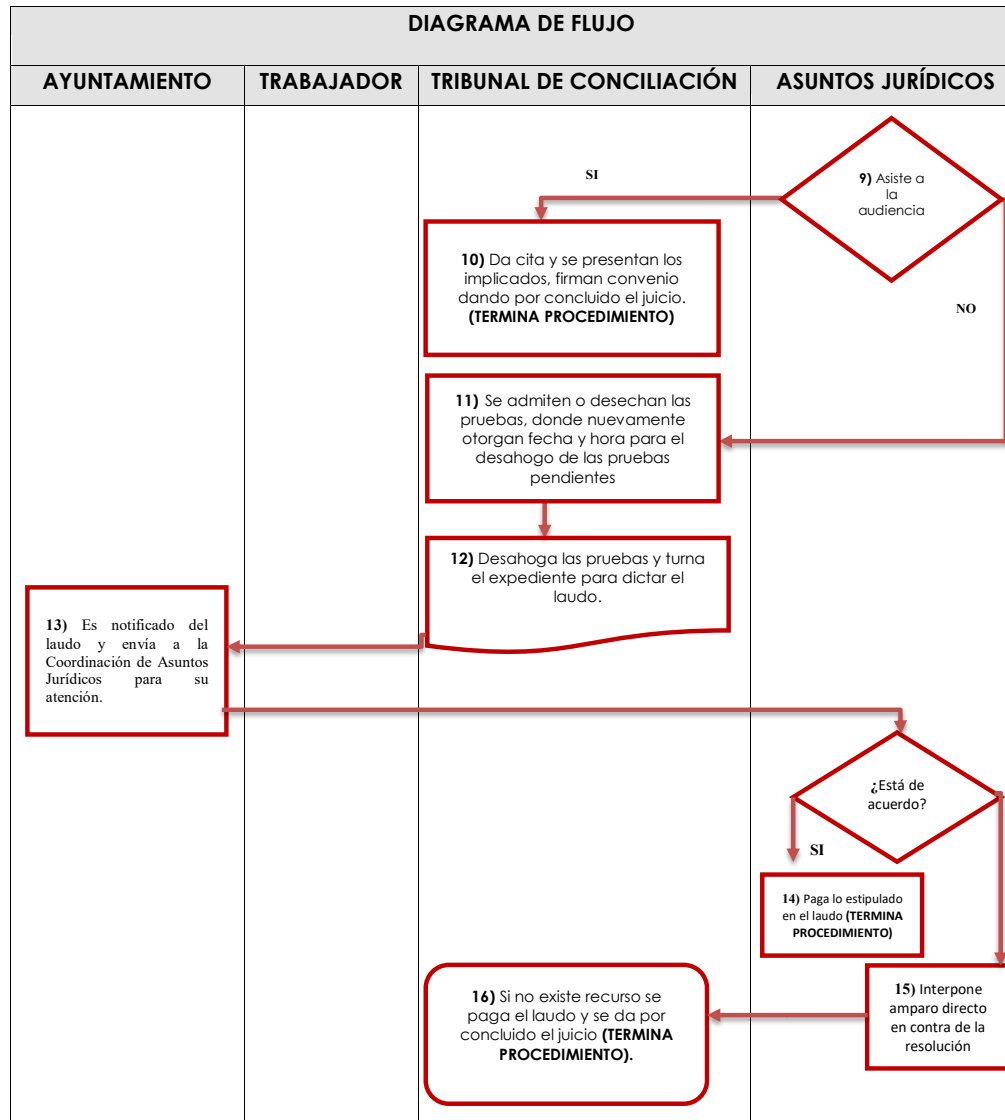 DIAGRAMA DE FLUJO
AYUNTAMIENTO
TRABAJADOR
TRIBUNAL DE CONCILIACIÓN
ASUNTOS JURÍDICOS
9) Asiste a
la
audiencia
SI
NO
10) Da cita y se presentan los
implicados, firman convenio
dando por concluido el juicio.
(TERMINA PROCEDIMIENTO)
11) Se admiten o desechan las
pruebas, donde nuevamente
otorgan fecha y hora para el
desahogo de las pruebas
pendientes
12) Desahoga las pruebas y turna
el expediente para dictar el
laudo.
13) Es notificado del
laudo y envía a la
Coordinación de Asuntos
Jurídicos para su
atención.
¿Está de
acuerdo?
SI
14) Paga lo estipulado
en el laudo (TERMINA
PROCEDIMIENTO)
15) Interpone
amparo directo
en contra de la
resolución
16) Si no existe recurso se
paga el laudo y se da por
concluido el juicio (TERMINA
PROCEDIMIENTO).